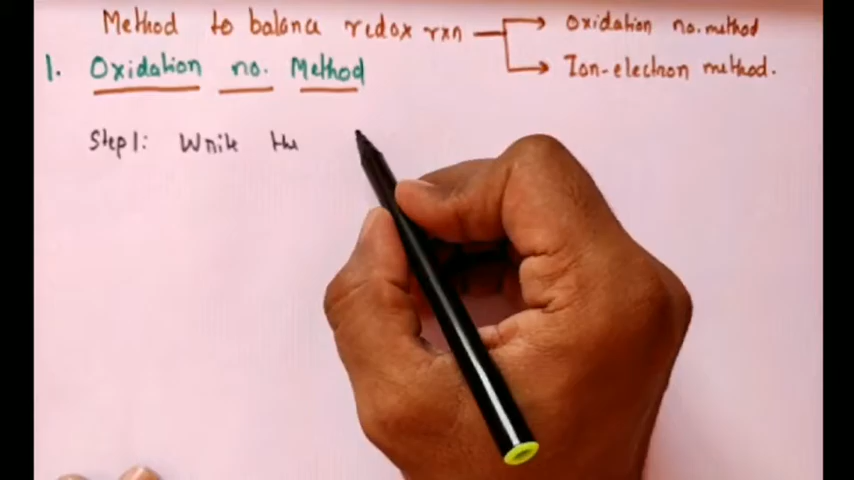 Method to balance redox rxn → oxidation no. method
→ Ion-electron method.
1. Oxidation no. Method
Step 1: Write the